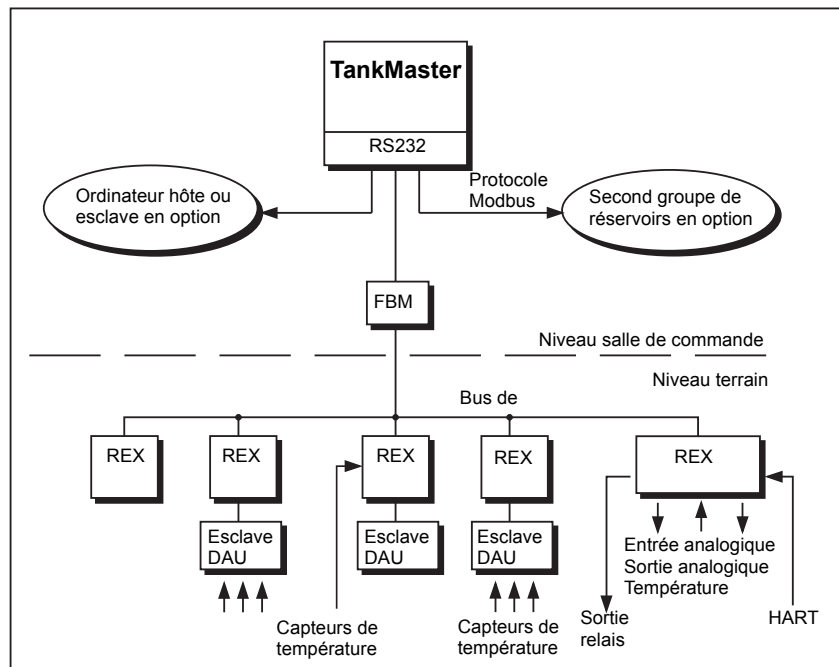 TankMaster
RS232
Ordinateur hôte ou
esclave en option
Protocole
Modbus
Second groupe de
réservoirs en option
FBM
Niveau salle de commande
Niveau terrain
Bus de
REX
REX
REX
REX
REX
Esclave
DAU
Esclave
DAU
Esclave
DAU
Entrée analogique
Sortie analogique
Température
Capteurs de
température
Capteurs de
température
Sortie
relais
HART